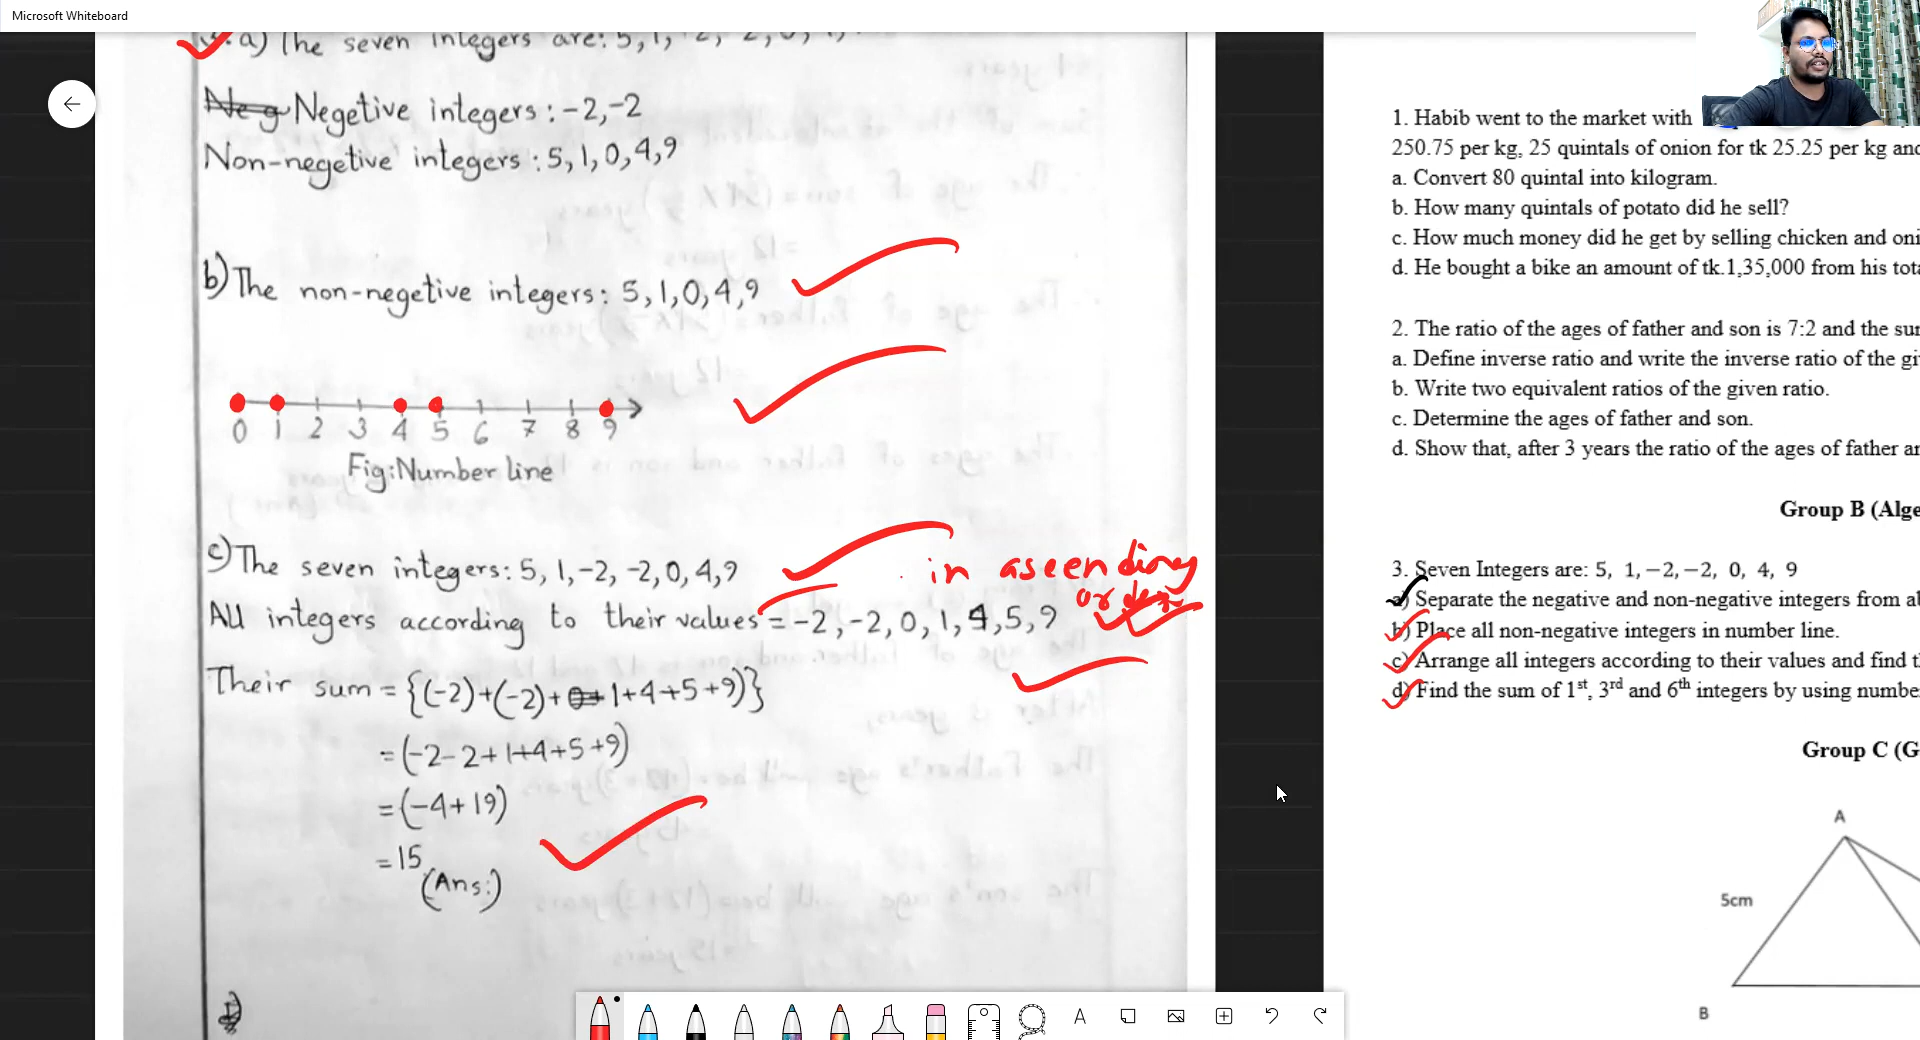 Microsoft Whiteboard
a) The seven integers are: 5, 1, -2, -2, 0,
Negetive integers : -2, -2
Non-negetive integers : 5, 1, 0, 4, 9
b) The non-negetive integers: 5, 1, 0, 4, 9
0 1 2 3 4 5 6 7 8 9
Fig: Number line
c) The seven integers: 5, 1, -2, -2, 0, 4, 9
in ascending
or
All integers according to their values = -2, -2, 0, 1, 4, 5, 9
Their sum = {(-2)+(-2)+0+1+4+5+9)}
= (-2-2+1+4+5+9)
= (-4+19)
= 15
(Ans:)
1. Habib went to the market with
250.75 per kg, 25 quintals of onion for tk 25.25 per kg and
a. Convert 80 quintal into kilogram.
b. How many quintals of potato did he sell?
c. How much money did he get by selling chicken and oni
d. He bought a bike an amount of tk.1,35,000 from his tota
2. The ratio of the ages of father and son is 7:2 and the sum
a. Define inverse ratio and write the inverse ratio of the gi
b. Write two equivalent ratios of the given ratio.
c. Determine the ages of father and son.
d. Show that, after 3 years the ratio of the ages of father an
Group B (Alge
3. Seven Integers are: 5, 1, −2, −2, 0, 4, 9
a) Separate the negative and non-negative integers from al
b) Place all non-negative integers in number line.
c) Arrange all integers according to their values and find t
d) Find the sum of 1st, 3rd and 6th integers by using numbe
Group C (G
A
5cm
B